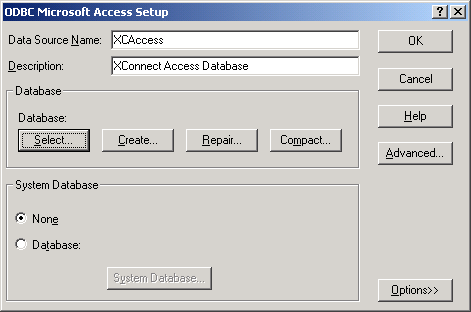 ODBC Microsoft Access Setup
Data Source Name: XCAccess
Description: XConnect Access Database
OK
Cancel
Help
Advanced...
Options>>
Database
Database:
Select... Create... Repair... Compact...
System Database
None
Database:
System Database...